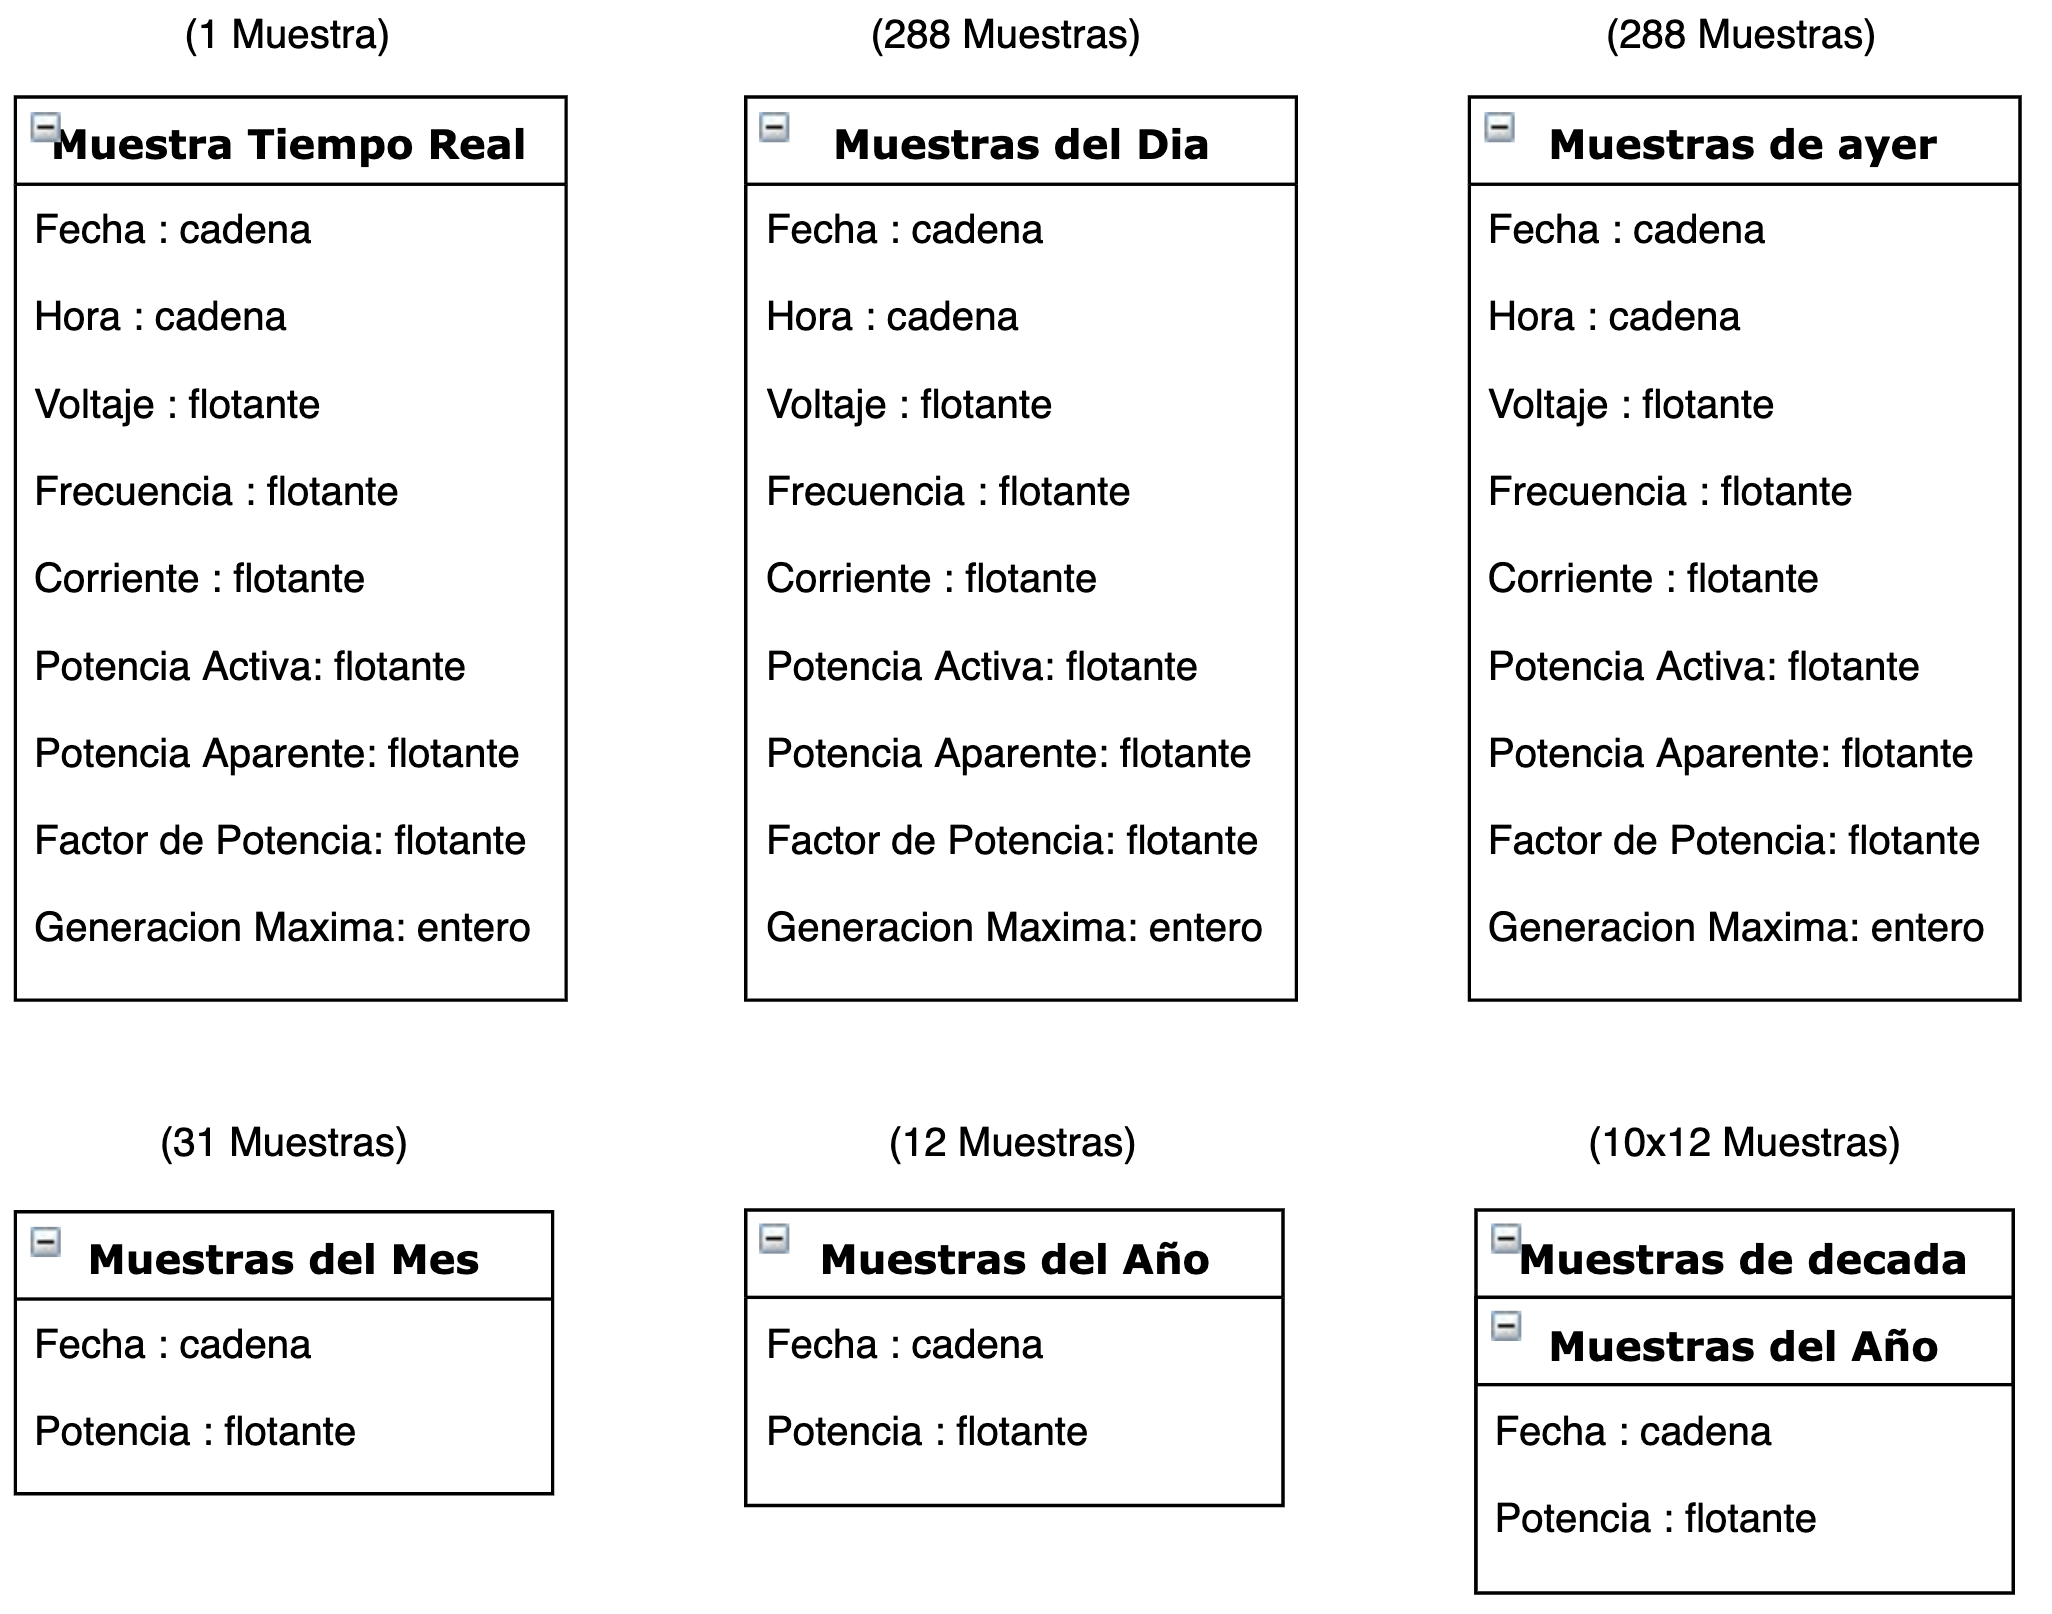 (1 Muestra)
Muestra Tiempo Real
Fecha : cadena
Hora : cadena
Voltaje : flotante
Frecuencia : flotante
Corriente : flotante
Potencia Activa: flotante
Potencia Aparente: flotante
Factor de Potencia: flotante
Generacion Maxima: entero
(288 Muestras)
Muestras del Dia
Fecha : cadena
Hora : cadena
Voltaje : flotante
Frecuencia : flotante
Corriente : flotante
Potencia Activa: flotante
Potencia Aparente: flotante
Factor de Potencia: flotante
Generacion Maxima: entero
(288 Muestras)
Muestras de ayer
Fecha : cadena
Hora : cadena
Voltaje : flotante
Frecuencia : flotante
Corriente : flotante
Potencia Activa: flotante
Potencia Aparente: flotante
Factor de Potencia: flotante
Generacion Maxima: entero
(31 Muestras)
Muestras del Mes
Fecha : cadena
Potencia : flotante
(12 Muestras)
Muestras del Año
Fecha : cadena
Potencia : flotante
(10x12 Muestras)
Muestras de decada
Muestras del Año
Fecha : cadena
Potencia : flotante